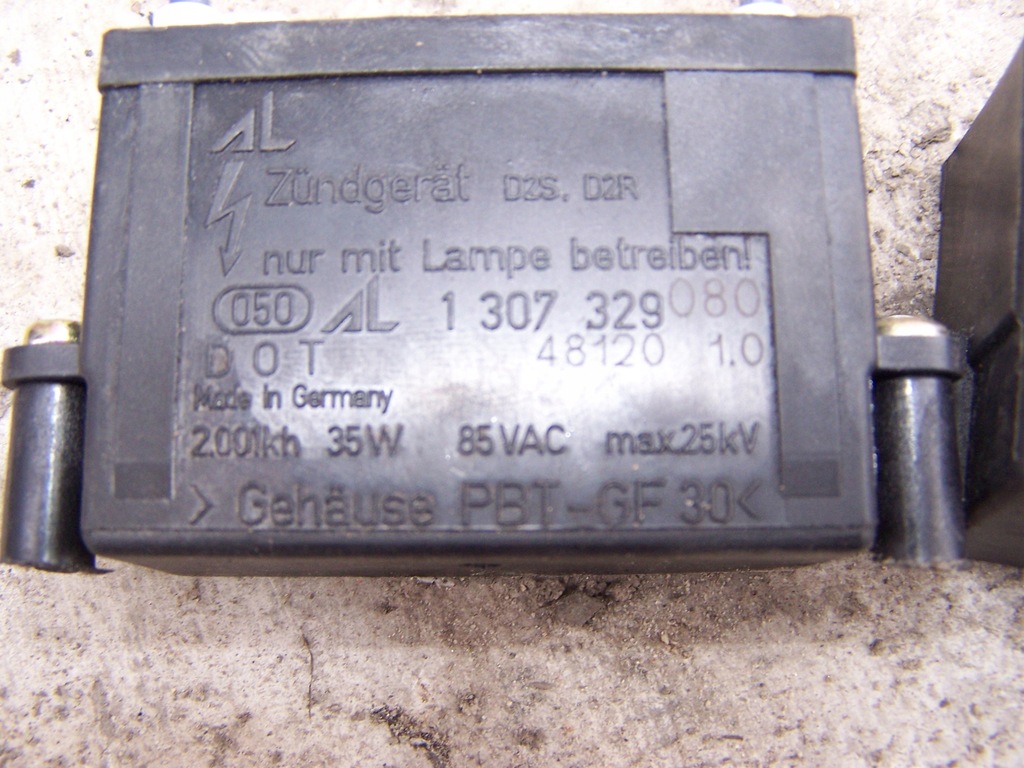 AL
Zündgerät D2S, D2R
nur mit Lampe betreiben!
050 AL 1 307 329 080
DOT 48120 1.0
Made in Germany
2.001kh 35W 85VAC max.25kV
> Gehäuse PBT-GF 30<